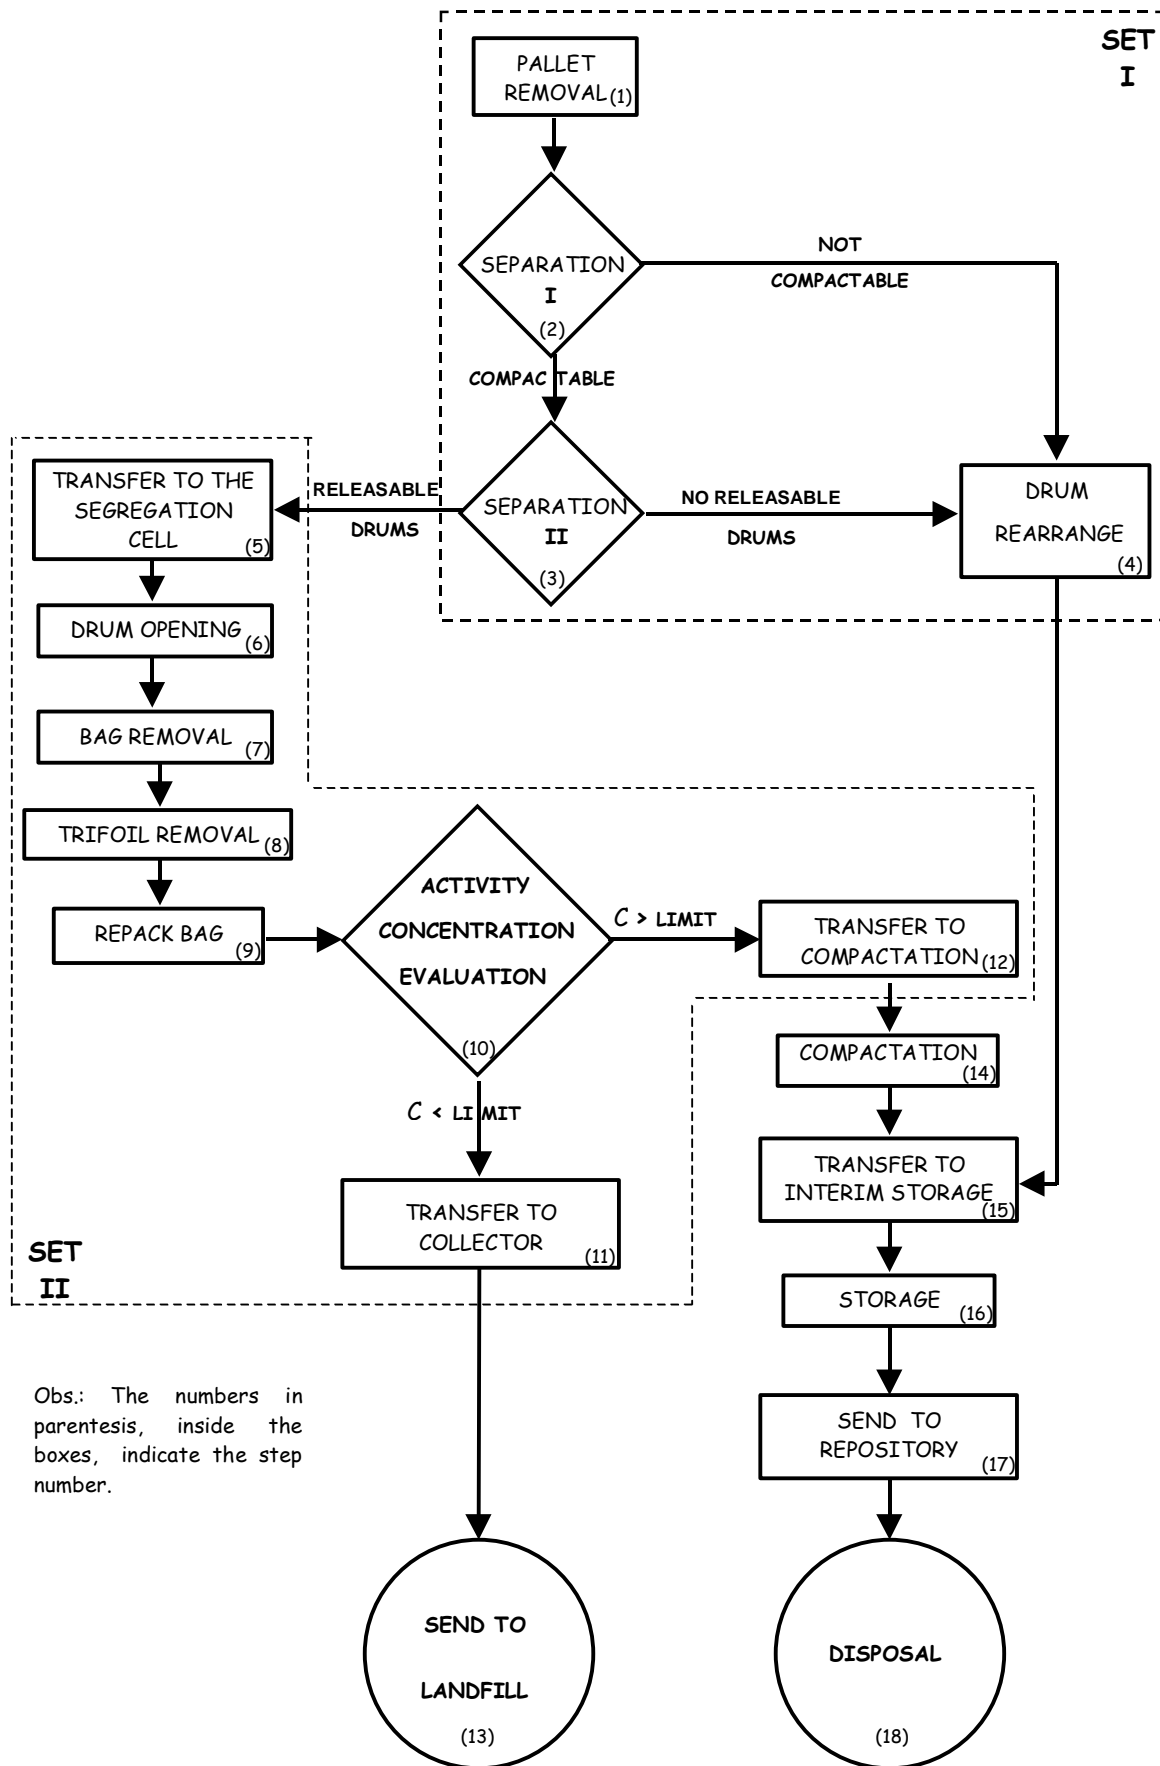 SET
I
PALLET
REMOVAL(1)
SEPARATION
I
(2)
NOT
COMPACTABLE
COMPAC TABLE
SEPARATION
II
(3)
RELEASABLE
DRUMS
NO RELEASABLE
DRUMS
DRUM
REARRANGE
(4)
TRANSFER TO THE
SEGREGATION
CELL
(5)
DRUM OPENING
(6)
BAG REMOVAL
(7)
TRIFOIL REMOVAL
(8)
REPACK BAG
(9)
ACTIVITY
CONCENTRATION
EVALUATION
(10)
C > LIMIT
TRANSFER TO
COMPACTATION(12)
COMPACTATION
(14)
C < LI MIT
TRANSFER TO
COLLECTOR
(11)
TRANSFER TO
INTERIM STORAGE
(15)
SET
II
STORAGE
(16)
Obs.: The numbers in
parentesis, inside the
boxes, indicate the step
number.
SEND TO
REPOSITORY
(17)
SEND TO
LANDFILL
(13)
DISPOSAL
(18)